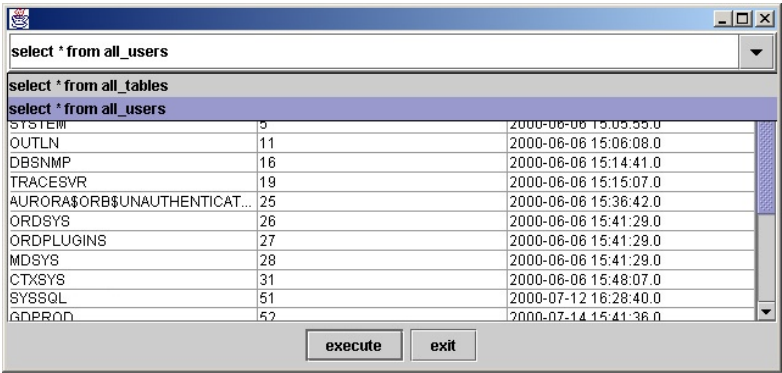 select * from all_users
select * from all_tables
select * from all_users
SYSTEM 5 2000-06-06 15:05:55.0
OUTLN 11 2000-06-06 15:06:08.0
DBSNMP 16 2000-06-06 15:14:41.0
TRACESVR 19 2000-06-06 15:15:07.0
AURORA$ORB$UNAUTHENTICAT... 25 2000-06-06 15:36:42.0
ORDSYS 26 2000-06-06 15:41:29.0
ORDPLUGINS 27 2000-06-06 15:41:29.0
MDSYS 28 2000-06-06 15:41:29.0
CTXSYS 31 2000-06-06 15:48:07.0
SYSSQL 51 2000-07-12 16:28:40.0
GDPROD 52 2000-07-14 15:41:36.0
execute exit